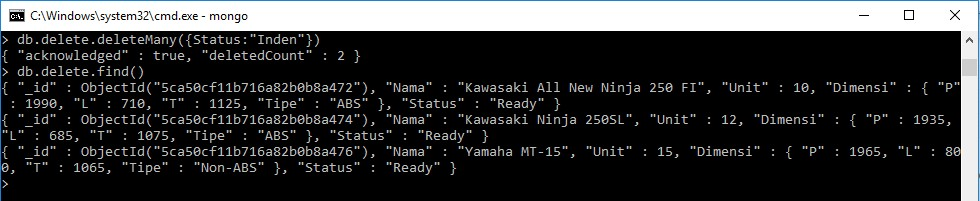 C:\Windows\system32\cmd.exe - mongo
> db.delete.deleteMany({Status:"Inden"})
{ "acknowledged" : true, "deletedCount" : 2 }
> db.delete.find()
{ "_id" : ObjectId("5ca50cf11b716a82b0b8a472"), "Nama" : "Kawasaki All New Ninja 250 FI", "Unit" : 10, "Dimensi" : { "P"
 : 1990, "L" : 710, "T" : 1125, "Tipe" : "ABS" }, "Status" : "Ready" }
{ "_id" : ObjectId("5ca50cf11b716a82b0b8a474"), "Nama" : "Kawasaki Ninja 250SL", "Unit" : 12, "Dimensi" : { "P" : 1935,
"L" : 685, "T" : 1075, "Tipe" : "ABS" }, "Status" : "Ready" }
{ "_id" : ObjectId("5ca50cf11b716a82b0b8a476"), "Nama" : "Yamaha MT-15", "Unit" : 15, "Dimensi" : { "P" : 1965, "L" : 80
0, "T" : 1065, "Tipe" : "Non-ABS" }, "Status" : "Ready" }
>